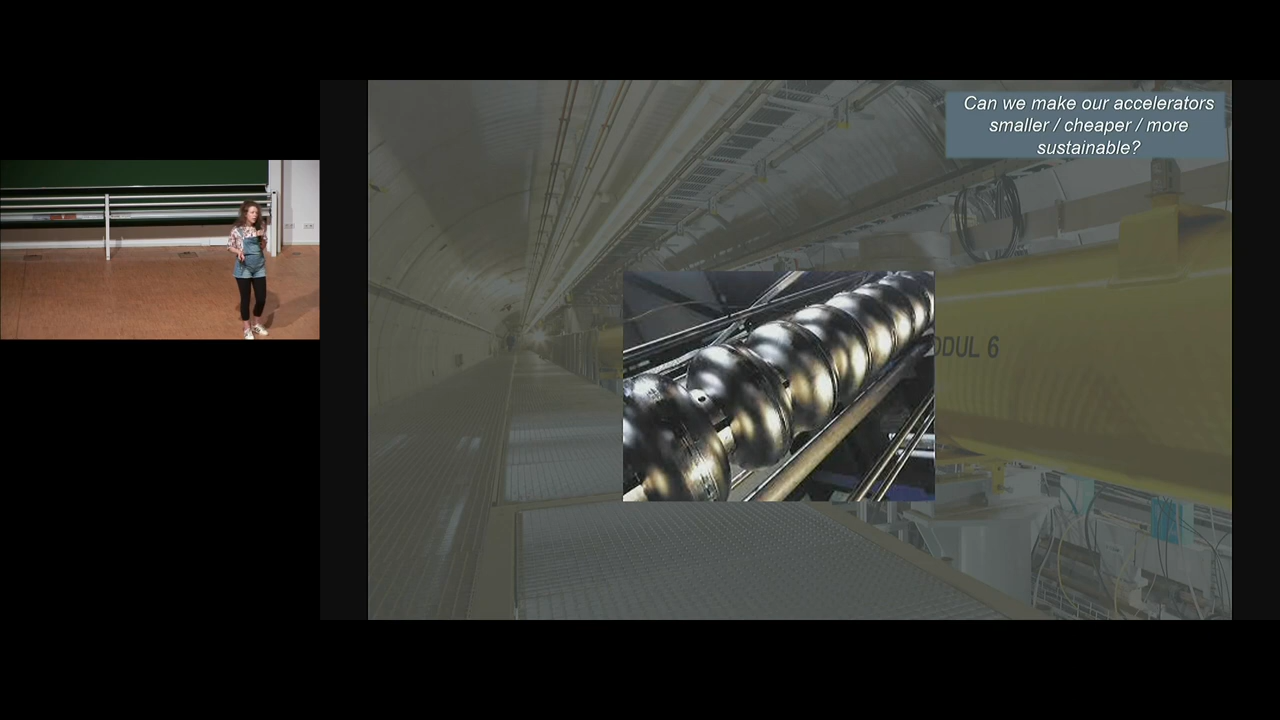 Can we make our accelerators
smaller / cheaper / more
sustainable?
ODUL 6